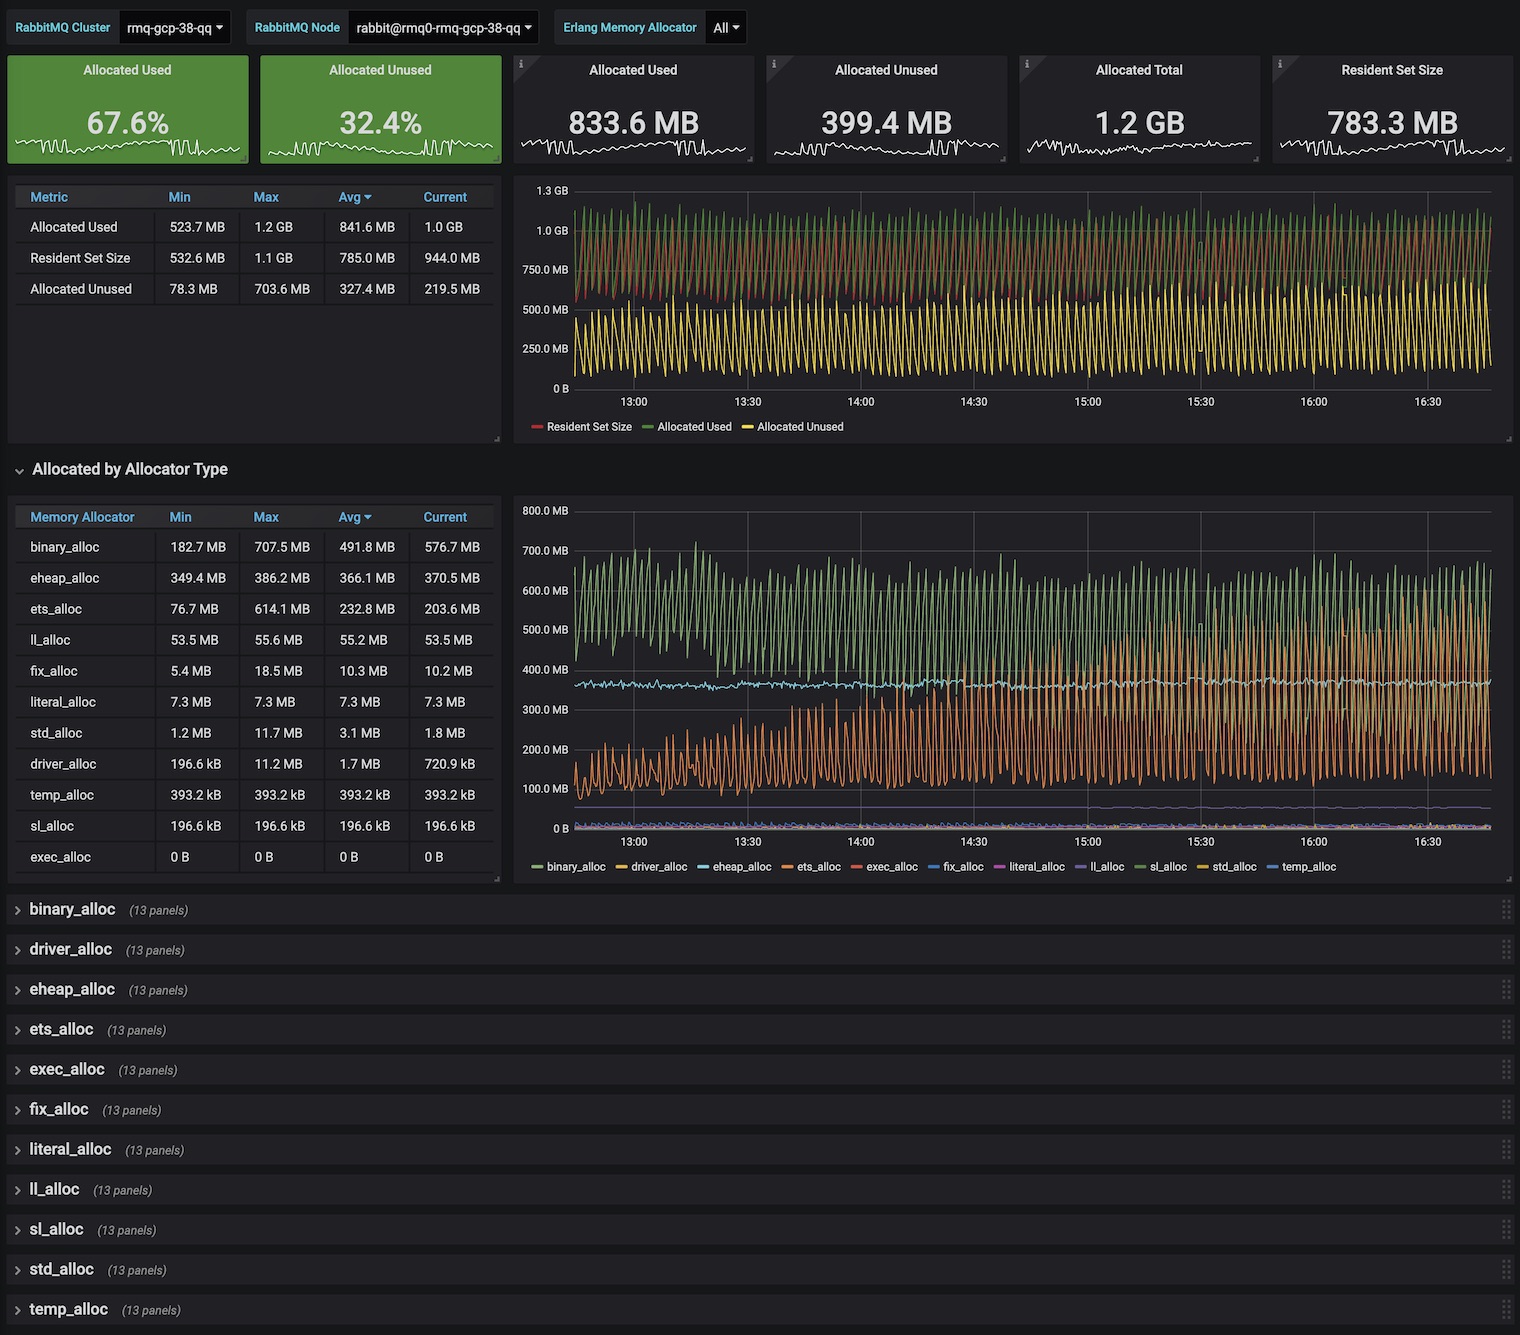 RabbitMQ Cluster rmq-gcp-38-qq RabbitMQ Node rabbit@rmq0-rmq-gcp-38-qq Erlang Memory Allocator All
Allocated Used
67.6%
Allocated Unused
32.4%
Allocated Used
833.6 MB
Allocated Unused
399.4 MB
Allocated Total
1.2 GB
Resident Set Size
783.3 MB
Metric Min Max Avg Current
Allocated Used 523.7 MB 1.2 GB 841.6 MB 1.0 GB
Resident Set Size 532.6 MB 1.1 GB 785.0 MB 944.0 MB
Allocated Unused 78.3 MB 703.6 MB 327.4 MB 219.5 MB
1.3 GB
1.0 GB
750.0 MB
500.0 MB
250.0 MB
0 B
13:00 13:30 14:00 14:30 15:00 15:30 16:00 16:30
Resident Set Size Allocated Used Allocated Unused
Allocated by Allocator Type
Memory Allocator Min Max Avg Current
binary_alloc 182.7 MB 707.5 MB 491.8 MB 576.7 MB
eheap_alloc 349.4 MB 386.2 MB 366.1 MB 370.5 MB
ets_alloc 76.7 MB 614.1 MB 232.8 MB 203.6 MB
ll_alloc 53.5 MB 55.6 MB 55.2 MB 53.5 MB
fix_alloc 5.4 MB 18.5 MB 10.3 MB 10.2 MB
literal_alloc 7.3 MB 7.3 MB 7.3 MB 7.3 MB
std_alloc 1.2 MB 11.7 MB 3.1 MB 1.8 MB
driver_alloc 196.6 kB 11.2 MB 1.7 MB 720.9 kB
temp_alloc 393.2 kB 393.2 kB 393.2 kB 393.2 kB
sl_alloc 196.6 kB 196.6 kB 196.6 kB 196.6 kB
exec_alloc 0 B 0 B 0 B 0 B
800.0 MB
700.0 MB
600.0 MB
500.0 MB
400.0 MB
300.0 MB
200.0 MB
100.0 MB
0 B
13:00 13:30 14:00 14:30 15:00 15:30 16:00 16:30
binary_alloc driver_alloc eheap_alloc ets_alloc exec_alloc fix_alloc literal_alloc ll_alloc sl_alloc std_alloc temp_alloc
binary_alloc (13 panels)
driver_alloc (13 panels)
eheap_alloc (13 panels)
ets_alloc (13 panels)
exec_alloc (13 panels)
fix_alloc (13 panels)
literal_alloc (13 panels)
ll_alloc (13 panels)
sl_alloc (13 panels)
std_alloc (13 panels)
temp_alloc (13 panels)